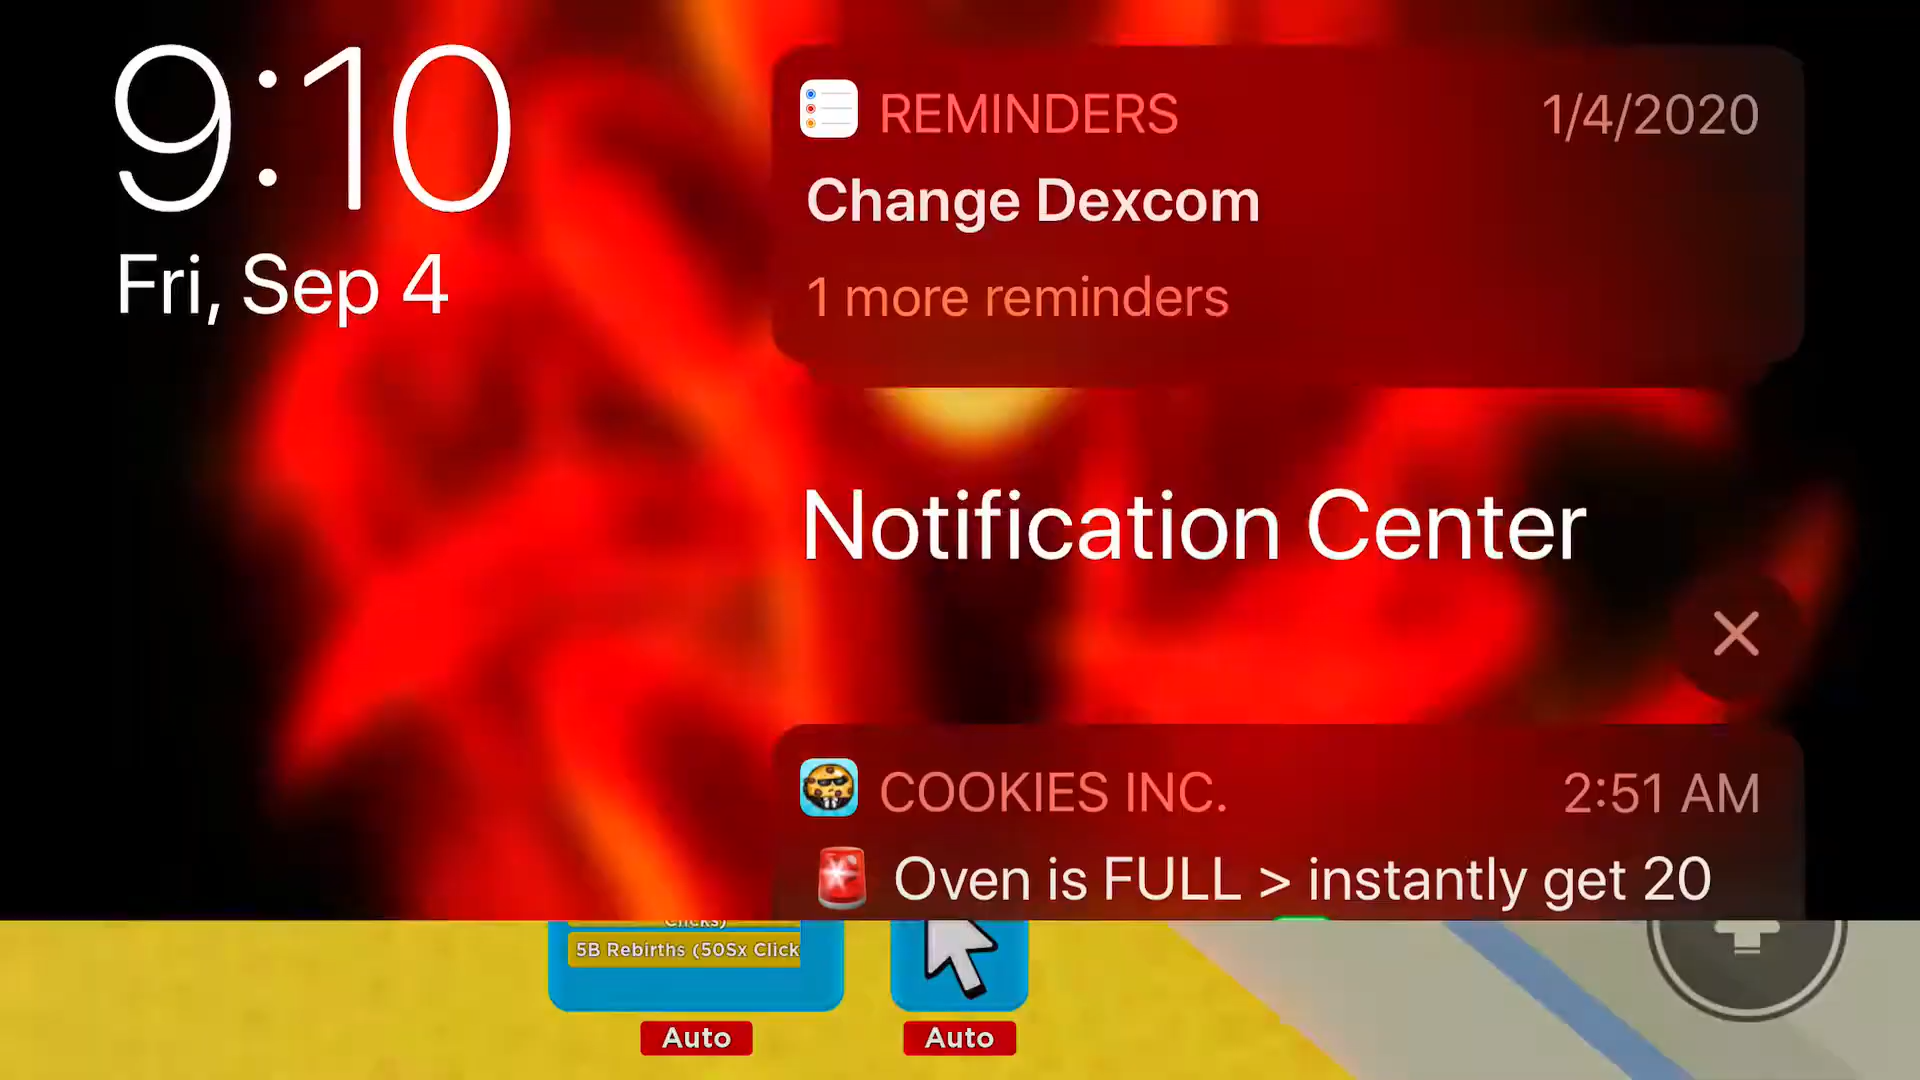 9:10
Fri, Sep 4
REMINDERS 1/4/2020
Change Dexcom
1 more reminders
Notification Center
COOKIES INC. 2:51 AM
Oven is FULL > instantly get 20
Clicks)
5B Rebirths (50Sx Click
Auto
Auto